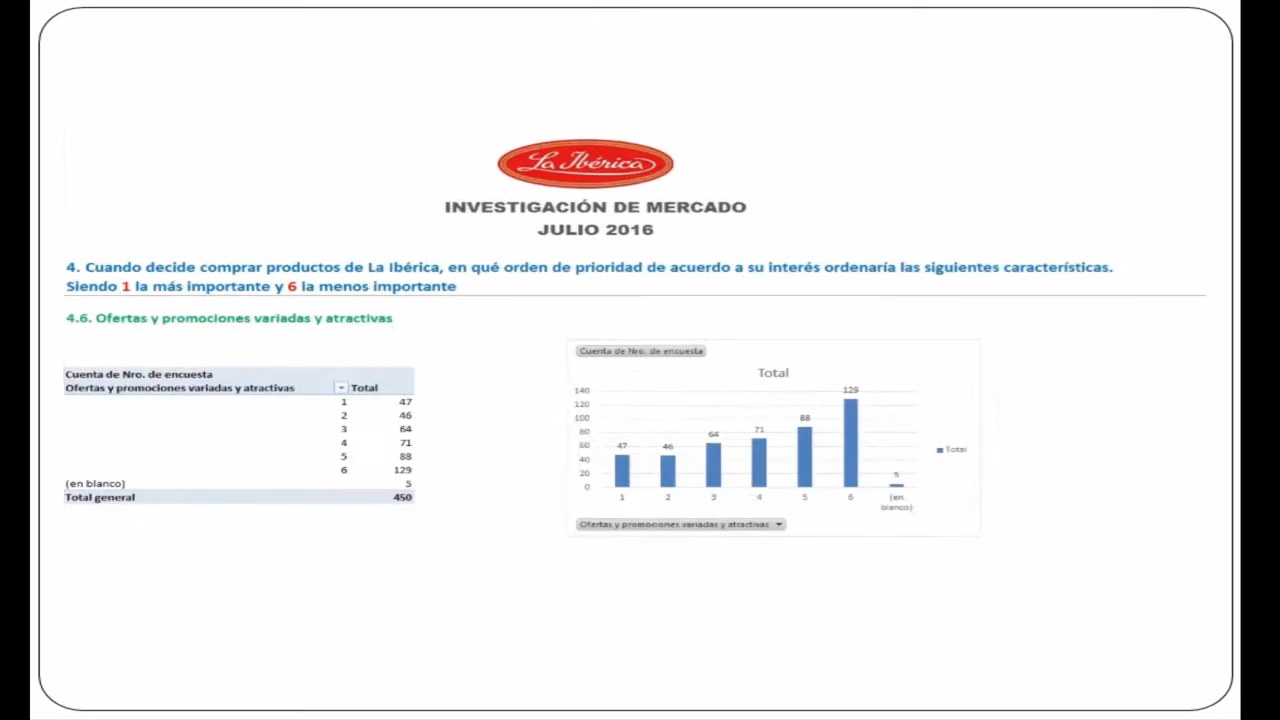 La Ibérica
INVESTIGACIÓN DE MERCADO
JULIO 2016
4. Cuando decide comprar productos de La Ibérica, en qué orden de prioridad de acuerdo a su interés ordenaría las siguientes características.
Siendo 1 la más importante y 6 la menos importante
4.6. Ofertas y promociones variadas y atractivas
Cuenta de Nro. de encuesta
Ofertas y promociones variadas y atractivas Total
1 47
2 46
3 64
4 71
5 88
6 129
(en blanco) 5
Total general 450
Cuenta de Nro. de encuesta
Total
140
120
100
80
60
40
20
0
47 46 64 71 88 129 5
1 2 3 4 5 6 (en
blanco)
Total
Ofertas y promociones variadas y atractivas